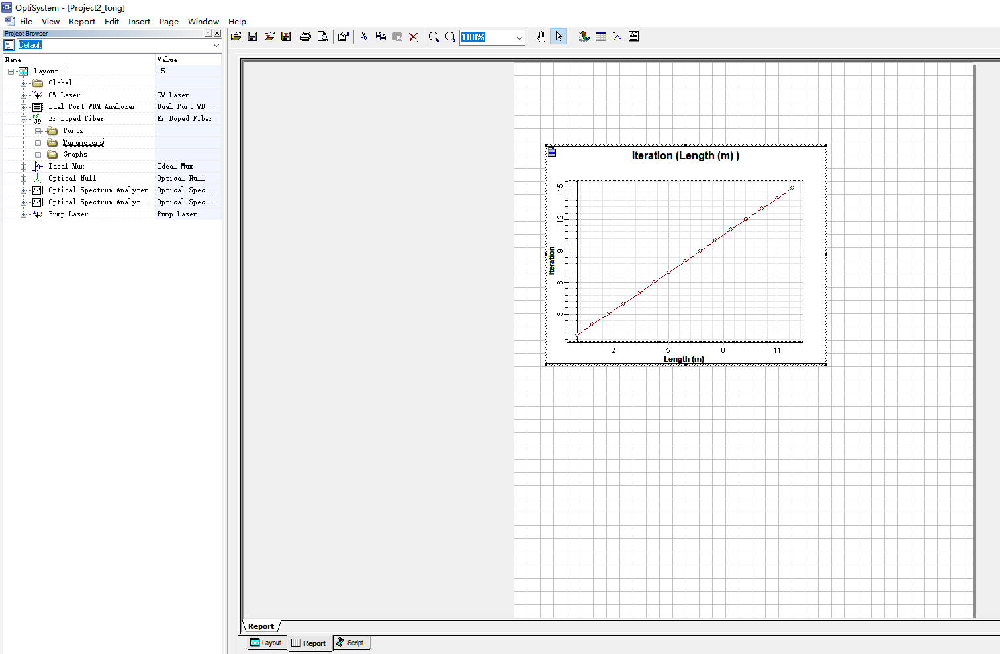 OptiSystem - [Project2_tong]
File View Report Edit Insert Page Window Help
Project Browser
Default
100%
Name Value
Layout 1 15
Global
CW Laser CW Laser
Dual Port WDM Analyzer Dual Port WD...
Er Doped Fiber Er Doped Fiber
Ports
Parameters
Graphs
Ideal Mux Ideal Mux
Optical Null Optical Null
Optical Spectrum Analyzer Optical Spec...
Optical Spectrum Analyz... Optical Spec...
Pump Laser Pump Laser
Iteration (Length (m) )
15
12
9
6
3
Iteration
2 5 8 11
Length (m)
Report
Layout Report Script